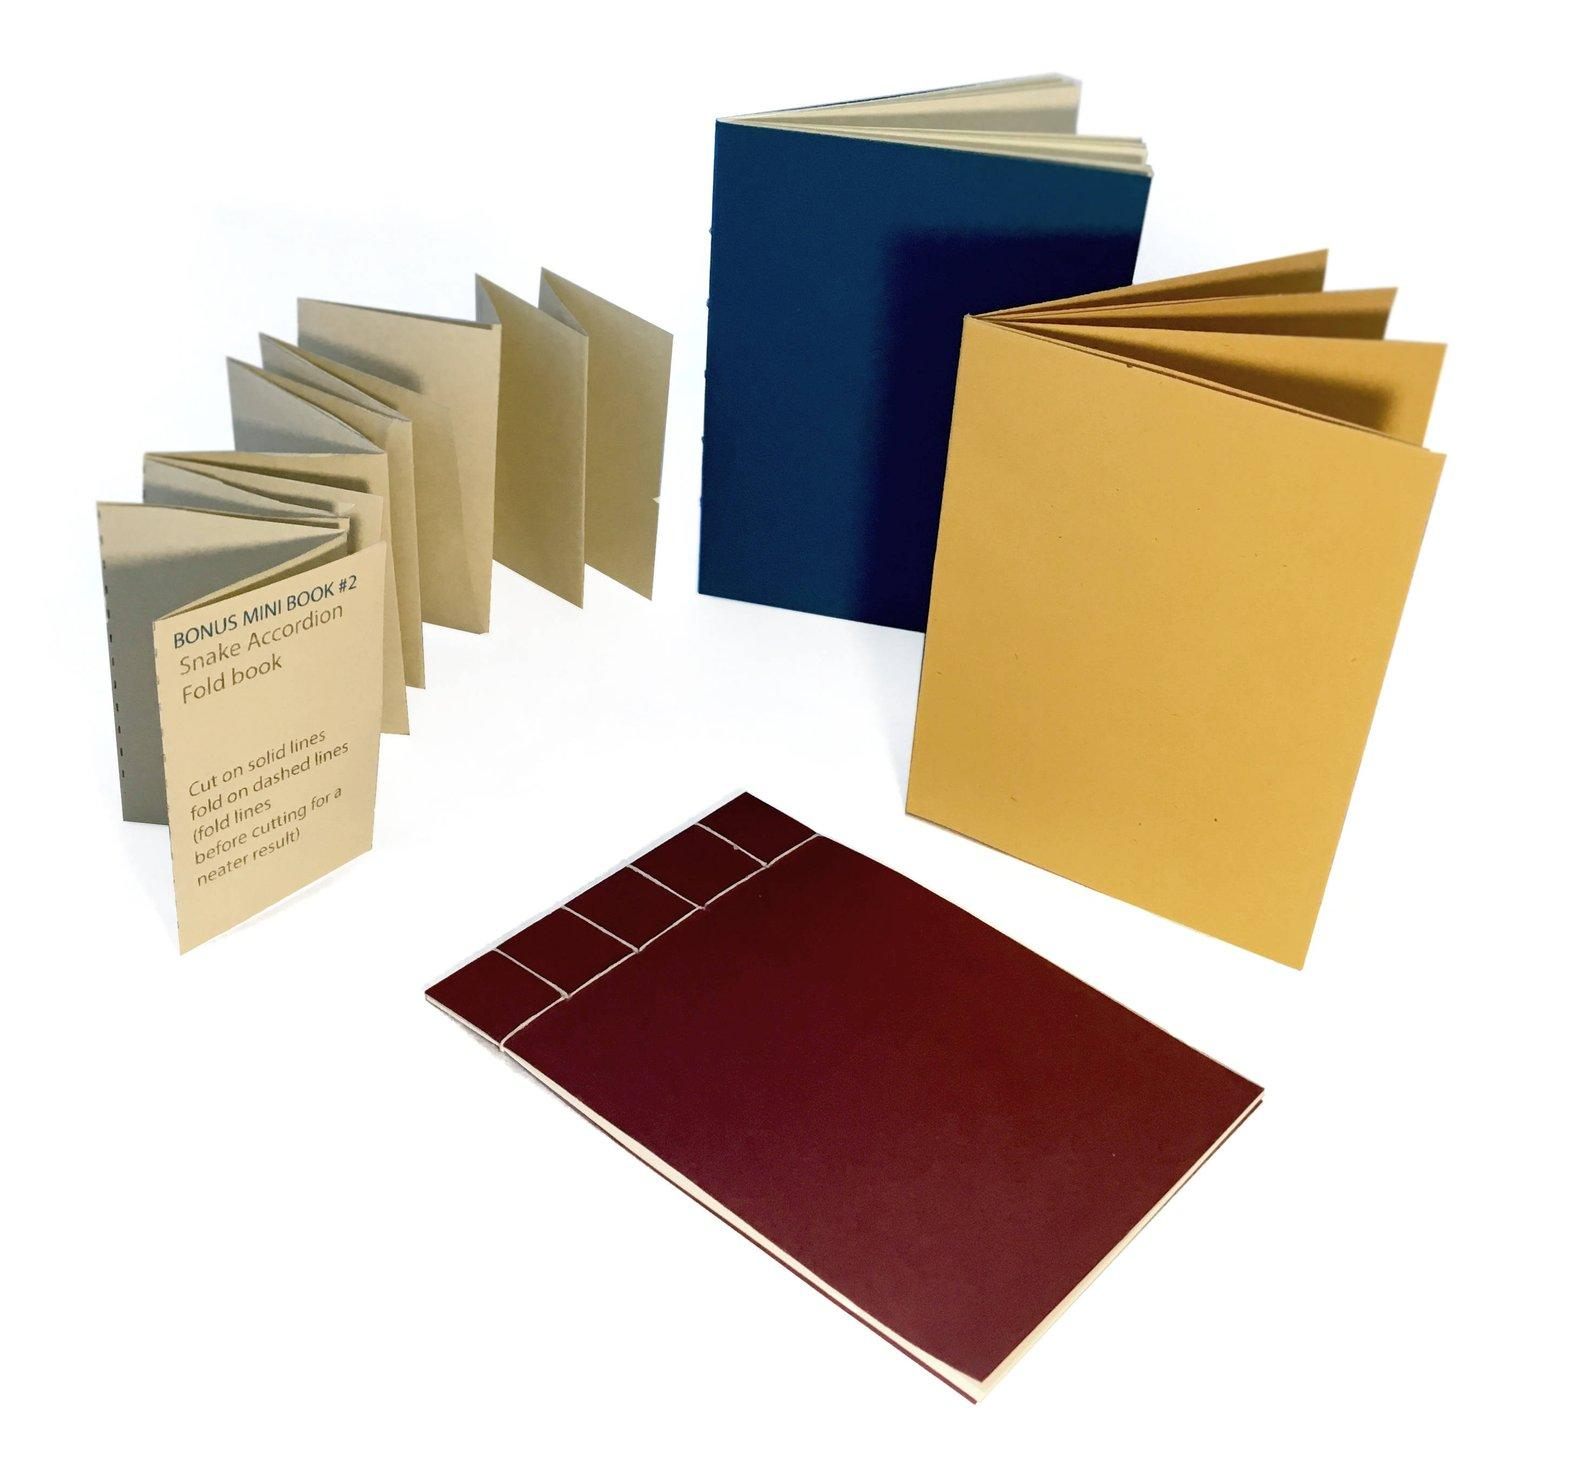 BONUS MINI BOOK #2
Snake Accordion
Fold book
Cut on solid lines
fold on dashed lines
(fold lines
before cutting for a
neater result)